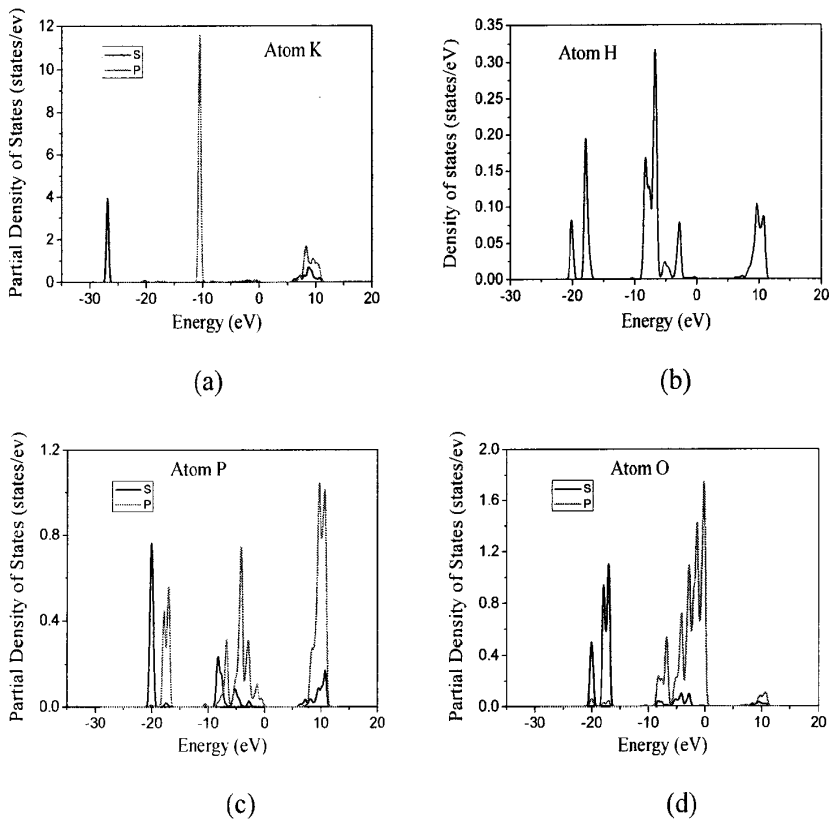 Partial Density of States (states/ev)
12
10
8
6
4
2
0
Atom K
S
P
-30
-20
-10
0
10
20
Energy (eV)
(a)
Density of states (states/eV)
0.35
0.30
0.25
0.20
0.15
0.10
0.05
0.00
Atom H
-30
-20
-10
0
10
20
Energy (eV)
(b)
Partial Density of States (states/ev)
1.2
0.8
0.4
0.0
Atom P
S
P
-30
-20
-10
0
10
20
Energy (eV)
(c)
Partial Density of States (states/ev)
2.0
1.6
1.2
0.8
0.4
0.0
Atom O
S
P
-30
-20
-10
0
10
20
Energy (eV)
(d)